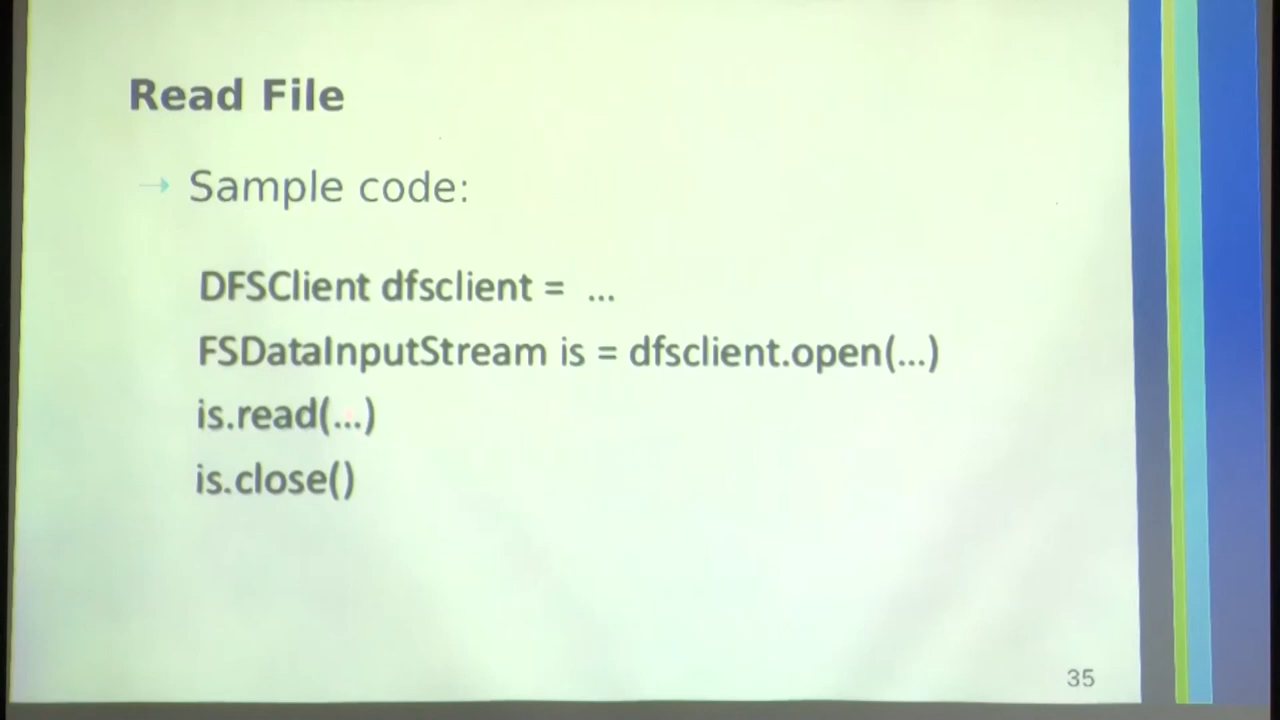 Read File
→ Sample code:
DFSClient dfsclient = ...
FSDataInputStream is = dfsclient.open(...)
is.read(...)
is.close()
35